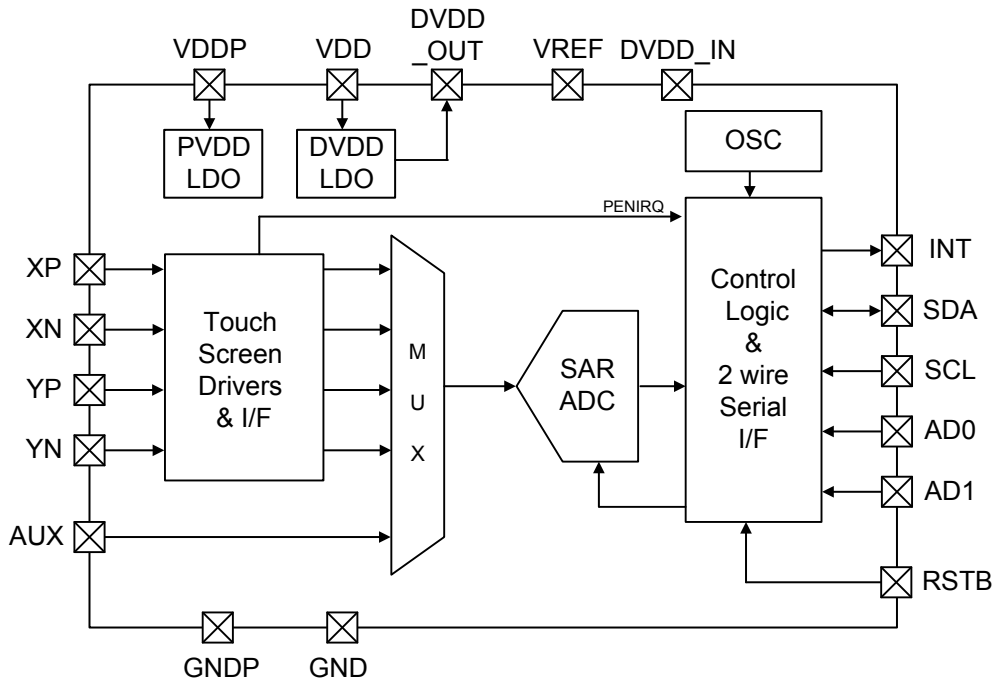 DVDD
_OUT
VDDP
VDD
VREF
DVDD_IN
PVDD
LDO
DVDD
LDO
OSC
PENIRQ
XP
XN
YP
YN
AUX
Touch
Screen
Drivers
& I/F
M
U
X
SAR
ADC
Control
Logic
&
2 wire
Serial
I/F
INT
SDA
SCL
AD0
AD1
RSTB
GNDP
GND